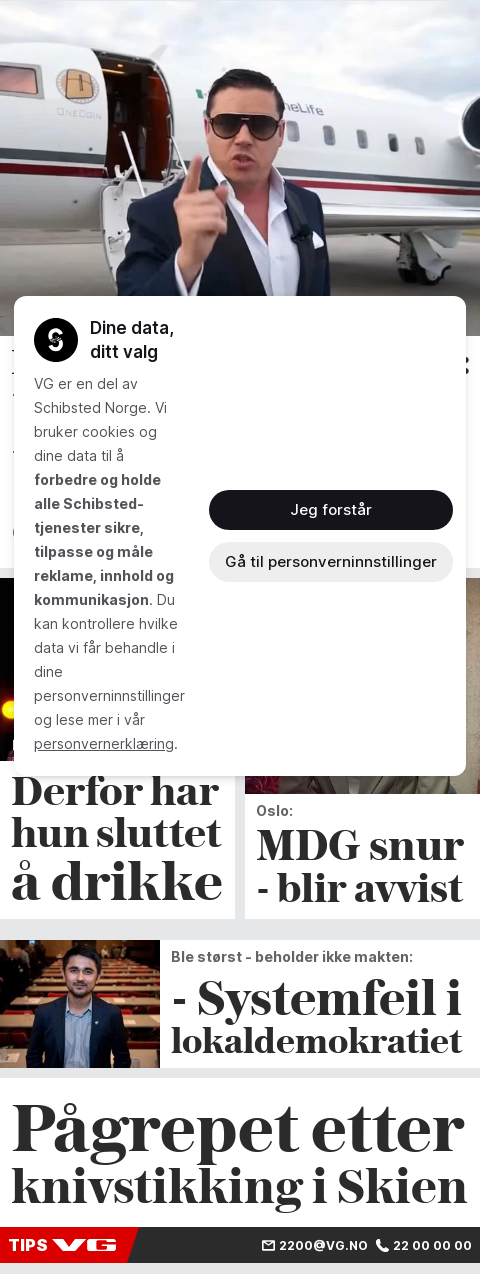 ONECOIN
neLife
Dine data,
ditt valg
VG er en del av
Schibsted Norge. Vi
bruker cookies og
dine data til å
forbedre og holde
alle Schibsted-
tjenester sikre,
tilpasse og måle
reklame, innhold og
kommunikasjon. Du
kan kontrollere hvilke
data vi får behandle i
dine
personverninnstillinger
og lese mer i vår
personvernerklæring.
Jeg forstår
Gå til personverninnstillinger
Derfor har
hun sluttet
å drikke
Oslo:
MDG snur
- blir avvist
Ble størst - beholder ikke makten:
- Systemfeil i
lokaldemokratiet
Pågrepet etter
knivstikking i Skien
TIPS VG
2200@VG.NO 22 00 00 00